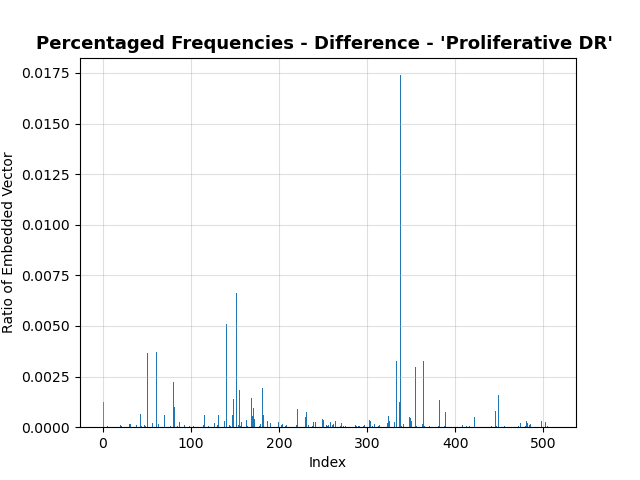 Percentaged Frequencies - Difference - 'Proliferative DR'
0.0175
0.0150
0.0125
0.0100
0.0075
0.0050
0.0025
0.0000
Ratio of Embedded Vector
0 100 200 300 400 500
Index